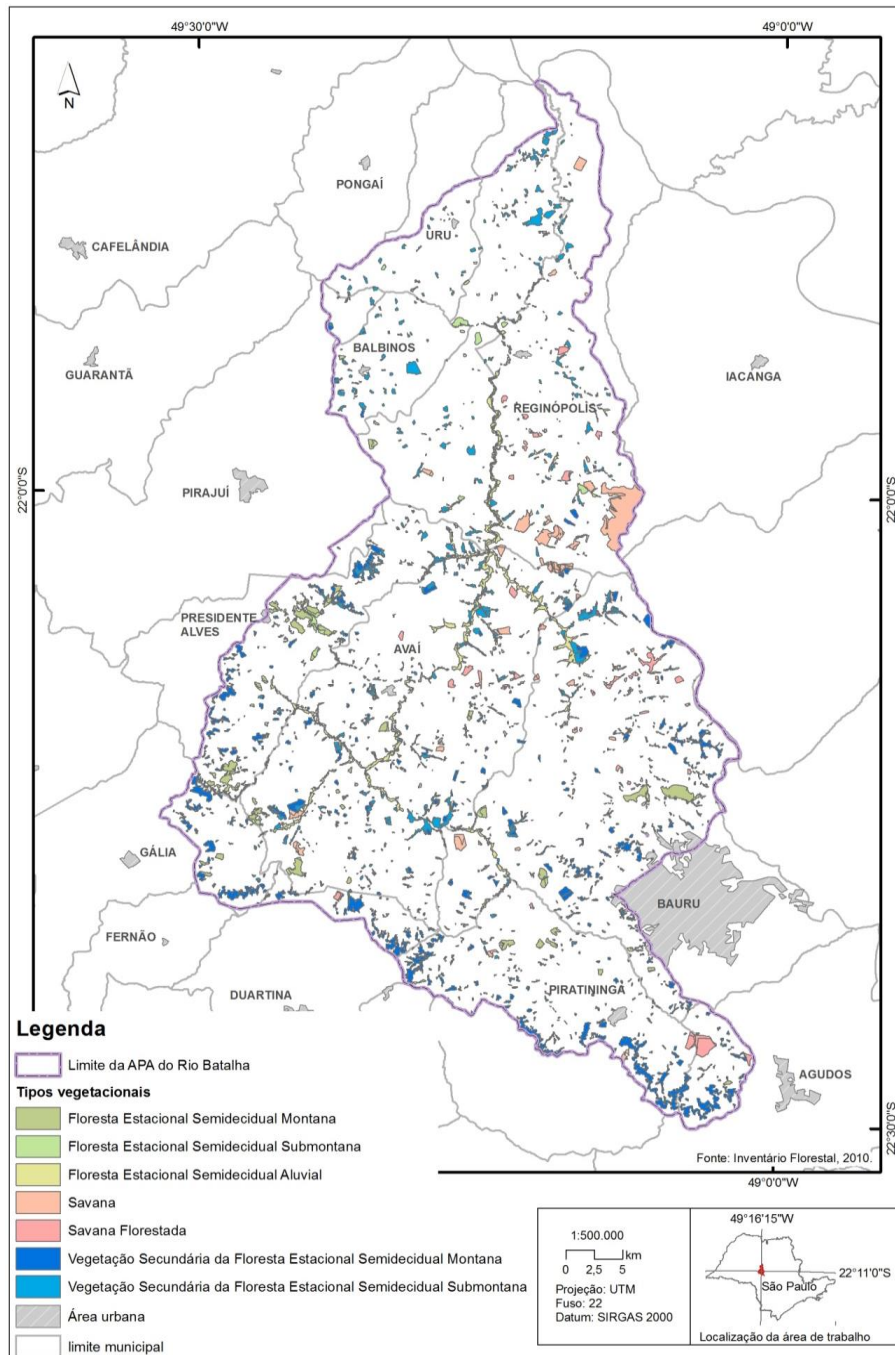 49°30'0"W
49°0'0"W
N
PONGAÍ
URU
CAFELÂNDIA
BALBINOS
GUARANTÃ
IACANGA
REGINÓPOLIS
PIRAJUÍ
22°0'0"S
22°0'0"S
PRESIDENTE
ALVES
AVAÍ
GÁLIA
BAURU
FERNÃO
DUARTINA
PIRATININGA
AGUDOS
22°30'0"S
Fonte: Inventário Florestal, 2010.
49°0'0"W
Legenda
Limite da APA do Rio Batalha
Tipos vegetacionais
Floresta Estacional Semidecidual Montana
Floresta Estacional Semidecidual Submontana
Floresta Estacional Semidecidual Aluvial
Savana
Savana Florestada
Vegetação Secundária da Floresta Estacional Semidecidual Montana
Vegetação Secundária da Floresta Estacional Semidecidual Submontana
Área urbana
limite municipal
1:500.000
km
0 2,5 5
Projeção: UTM
Fuso: 22
Datum: SIRGAS 2000
49°16'15"W
22°11'0"S
São Paulo
Localização da área de trabalho